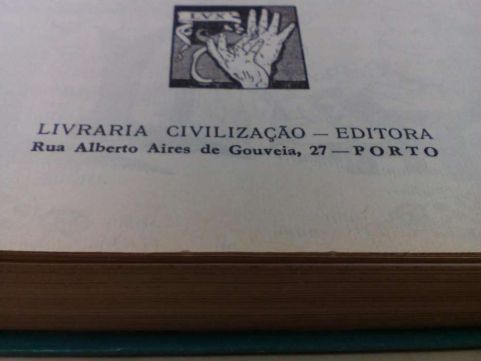 LVX
LIVRARIA CIVILIZAÇÃO — EDITORA
Rua Alberto Aires de Gouveia, 27 — PORTO